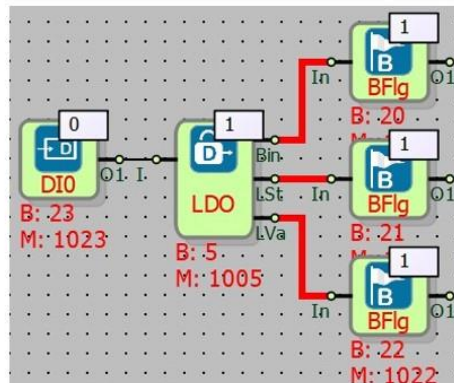 1
B
In
O1
BFlg
B: 20
0
D
DI0
O1
I
B: 23
M: 1023
1
D
LDO
Bin
LSt
LVa
B: 5
M: 1005
1
B
In
O1
BFlg
B: 21
1
B
In
O1
BFlg
B: 22
M: 1022